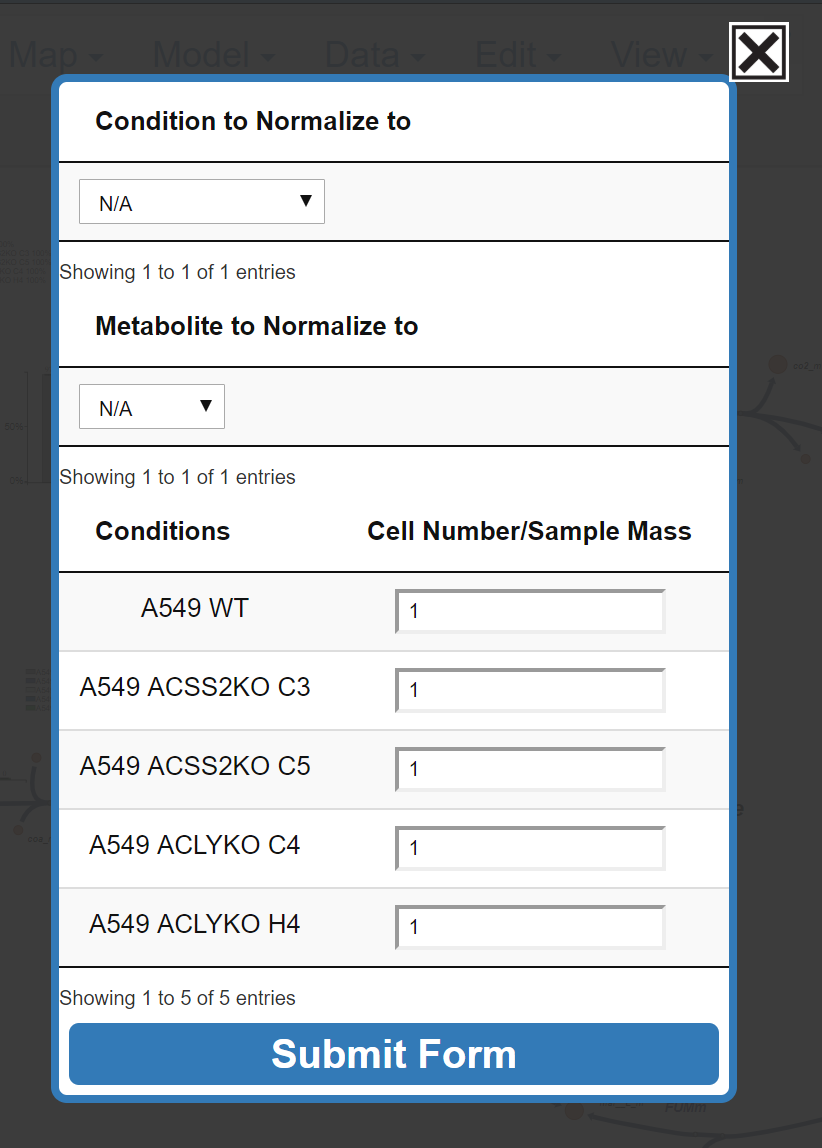 Map Model Data Edit View
Condition to Normalize to
N/A
Showing 1 to 1 of 1 entries
Metabolite to Normalize to
N/A
Showing 1 to 1 of 1 entries
Conditions Cell Number/Sample Mass
A549 WT 1
A549 ACSS2KO C3 1
A549 ACSS2KO C5 1
A549 ACLYKO C4 1
A549 ACLYKO H4 1
Showing 1 to 5 of 5 entries
Submit Form
FUMm